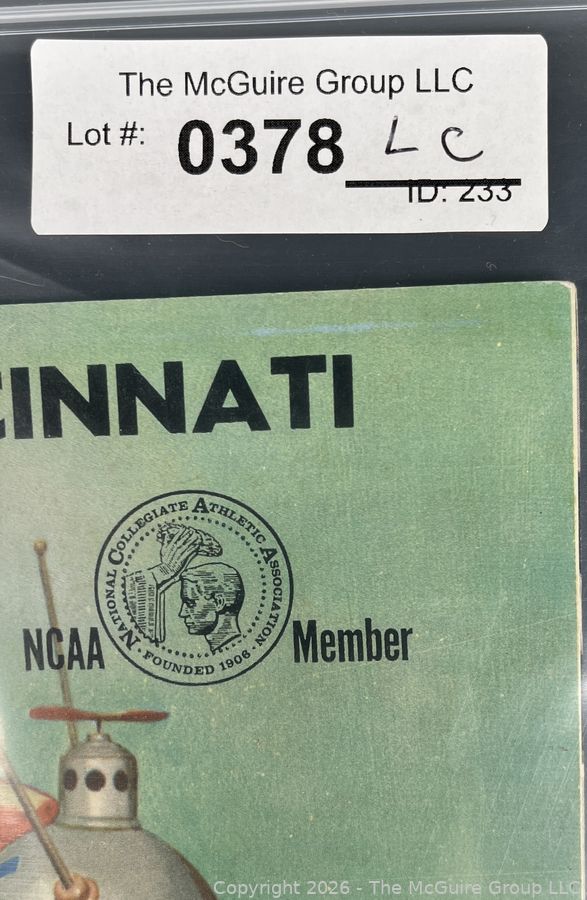 The McGuire Group LLC
Lot #: 0378 L C
ID: 233
CINNATI
NATIONAL COLLEGIATE ATHLETIC ASSOCIATION
· FOUNDED 1906 ·
NCAA Member
Copyright 2026 - The McGuire Group LLC